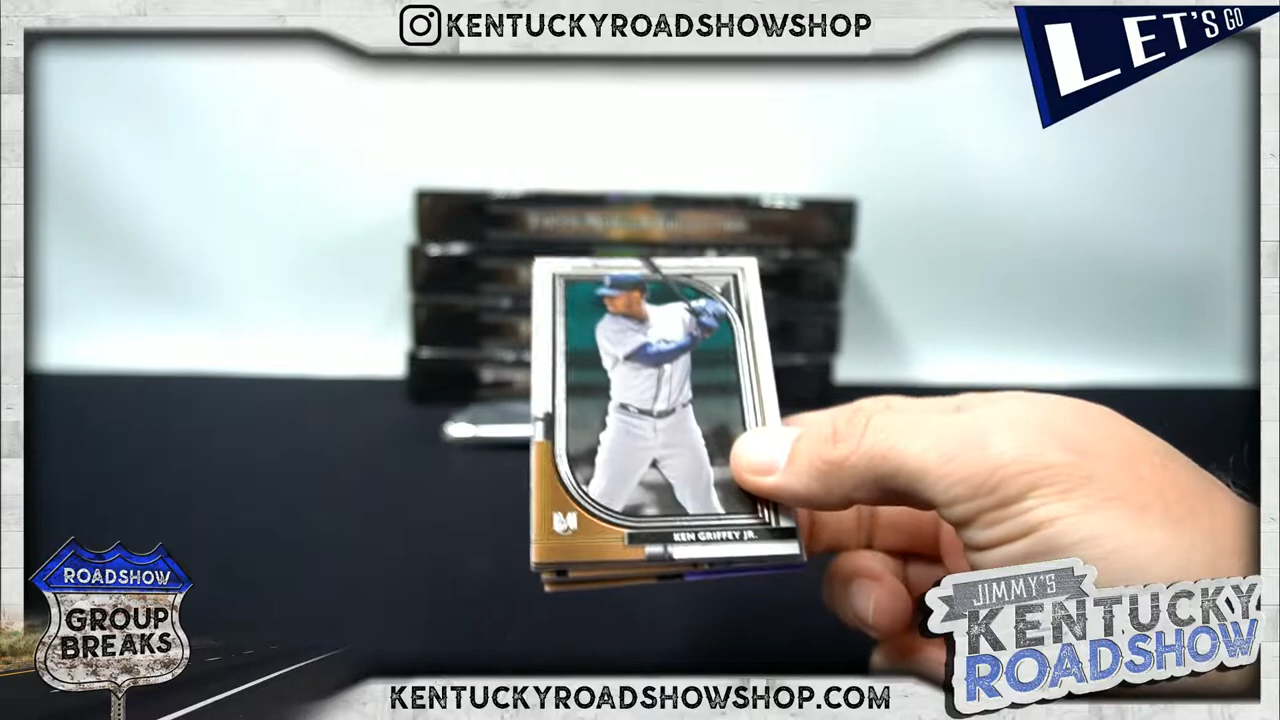 KENTUCKYROADSHOWSHOP
LET'S GO
KEN GRIFFEY JR.
ROADSHOW
GROUP
BREAKS
JIMMY'S
KENTUCKY
ROADSHOW
KENTUCKYROADSHOWSHOP.COM